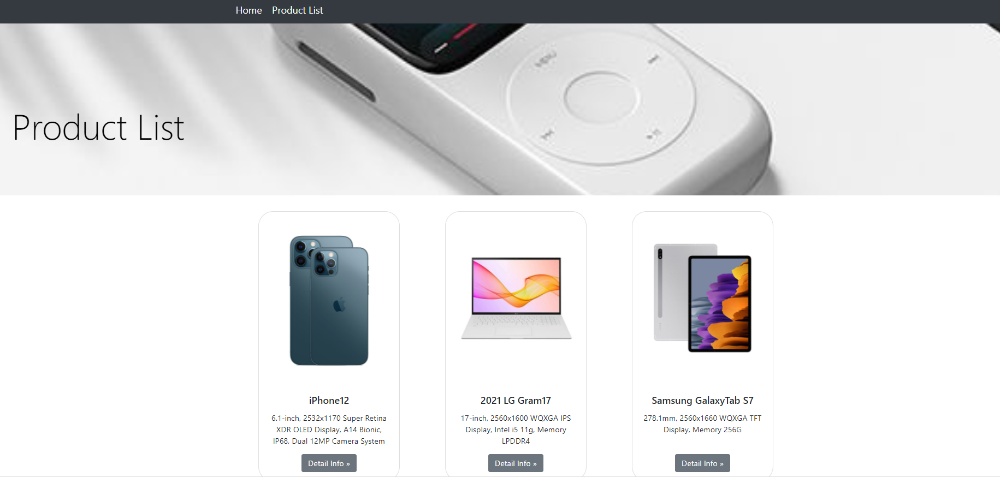 Home Product List
MENU
Product List
iPhone12
6.1-inch, 2532x1170 Super Retina
XDR OLED Display, A14 Bionic,
IP68, Dual 12MP Camera System
Detail Info »
2021 LG Gram17
17-inch, 2560x1600 WQXGA IPS
Display, Intel i5 11g, Memory
LPDDR4
Detail Info »
Samsung GalaxyTab S7
278.1mm, 2560x1660 WQXGA TFT
Display, Memory 256G
Detail Info »